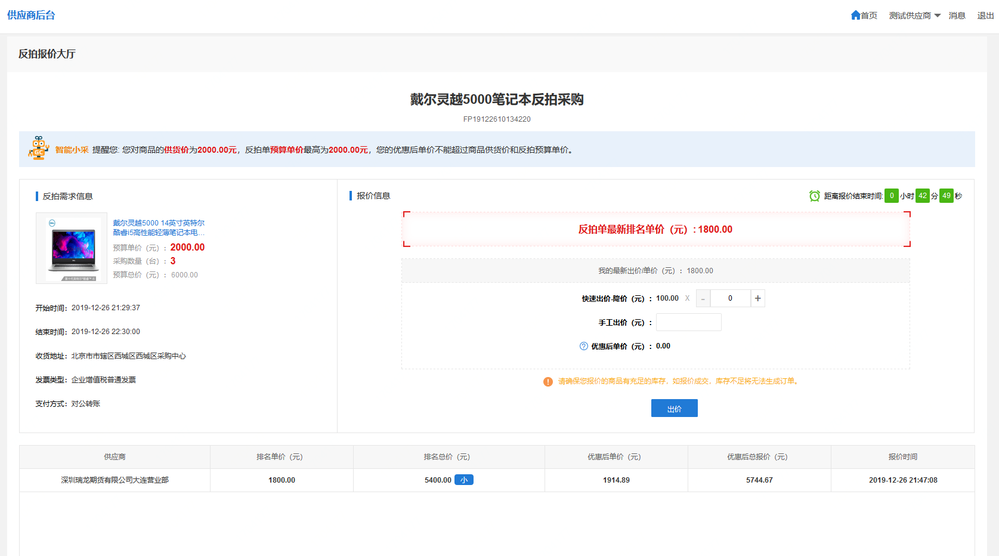 供应商后台
首页 测试供应商 消息 退出
反拍报价大厅
戴尔灵越5000笔记本反拍采购
FP19122610134220
智能小采 提醒您: 您对商品的供货价为2000.00元，反拍单预算单价最高为2000.00元，您的优惠后单价不能超过商品供货价和反拍预算单价。
反拍需求信息
戴尔灵越5000 14英寸英特尔
酷睿i5高性能轻薄笔记本电...
预算单价（元）：2000.00
采购数量（台）：3
预算总价（元）：6000.00
开始时间：2019-12-26 21:29:37
结束时间：2019-12-26 22:30:00
收货地址：北京市市辖区西城区西城区采购中心
发票类型：企业增值税普通发票
支付方式：对公转账
报价信息
距离报价结束时间: 0 小时 42 分 49 秒
反拍单最新排名单价（元）: 1800.00
我的最新出价/单价（元）：1800.00
快速出价-降价（元）：100.00 X - 0 +
手工出价（元）：
优惠后单价（元）：0.00
请确保您报价的商品有充足的库存，如报价成交，库存不足将无法生成订单。
出价
供应商 排名单价（元） 排名总价（元） 优惠后单价（元） 优惠后总报价（元） 报价时间
深圳瑞龙期货有限公司大连营业部 1800.00 5400.00 小 1914.89 5744.67 2019-12-26 21:47:08